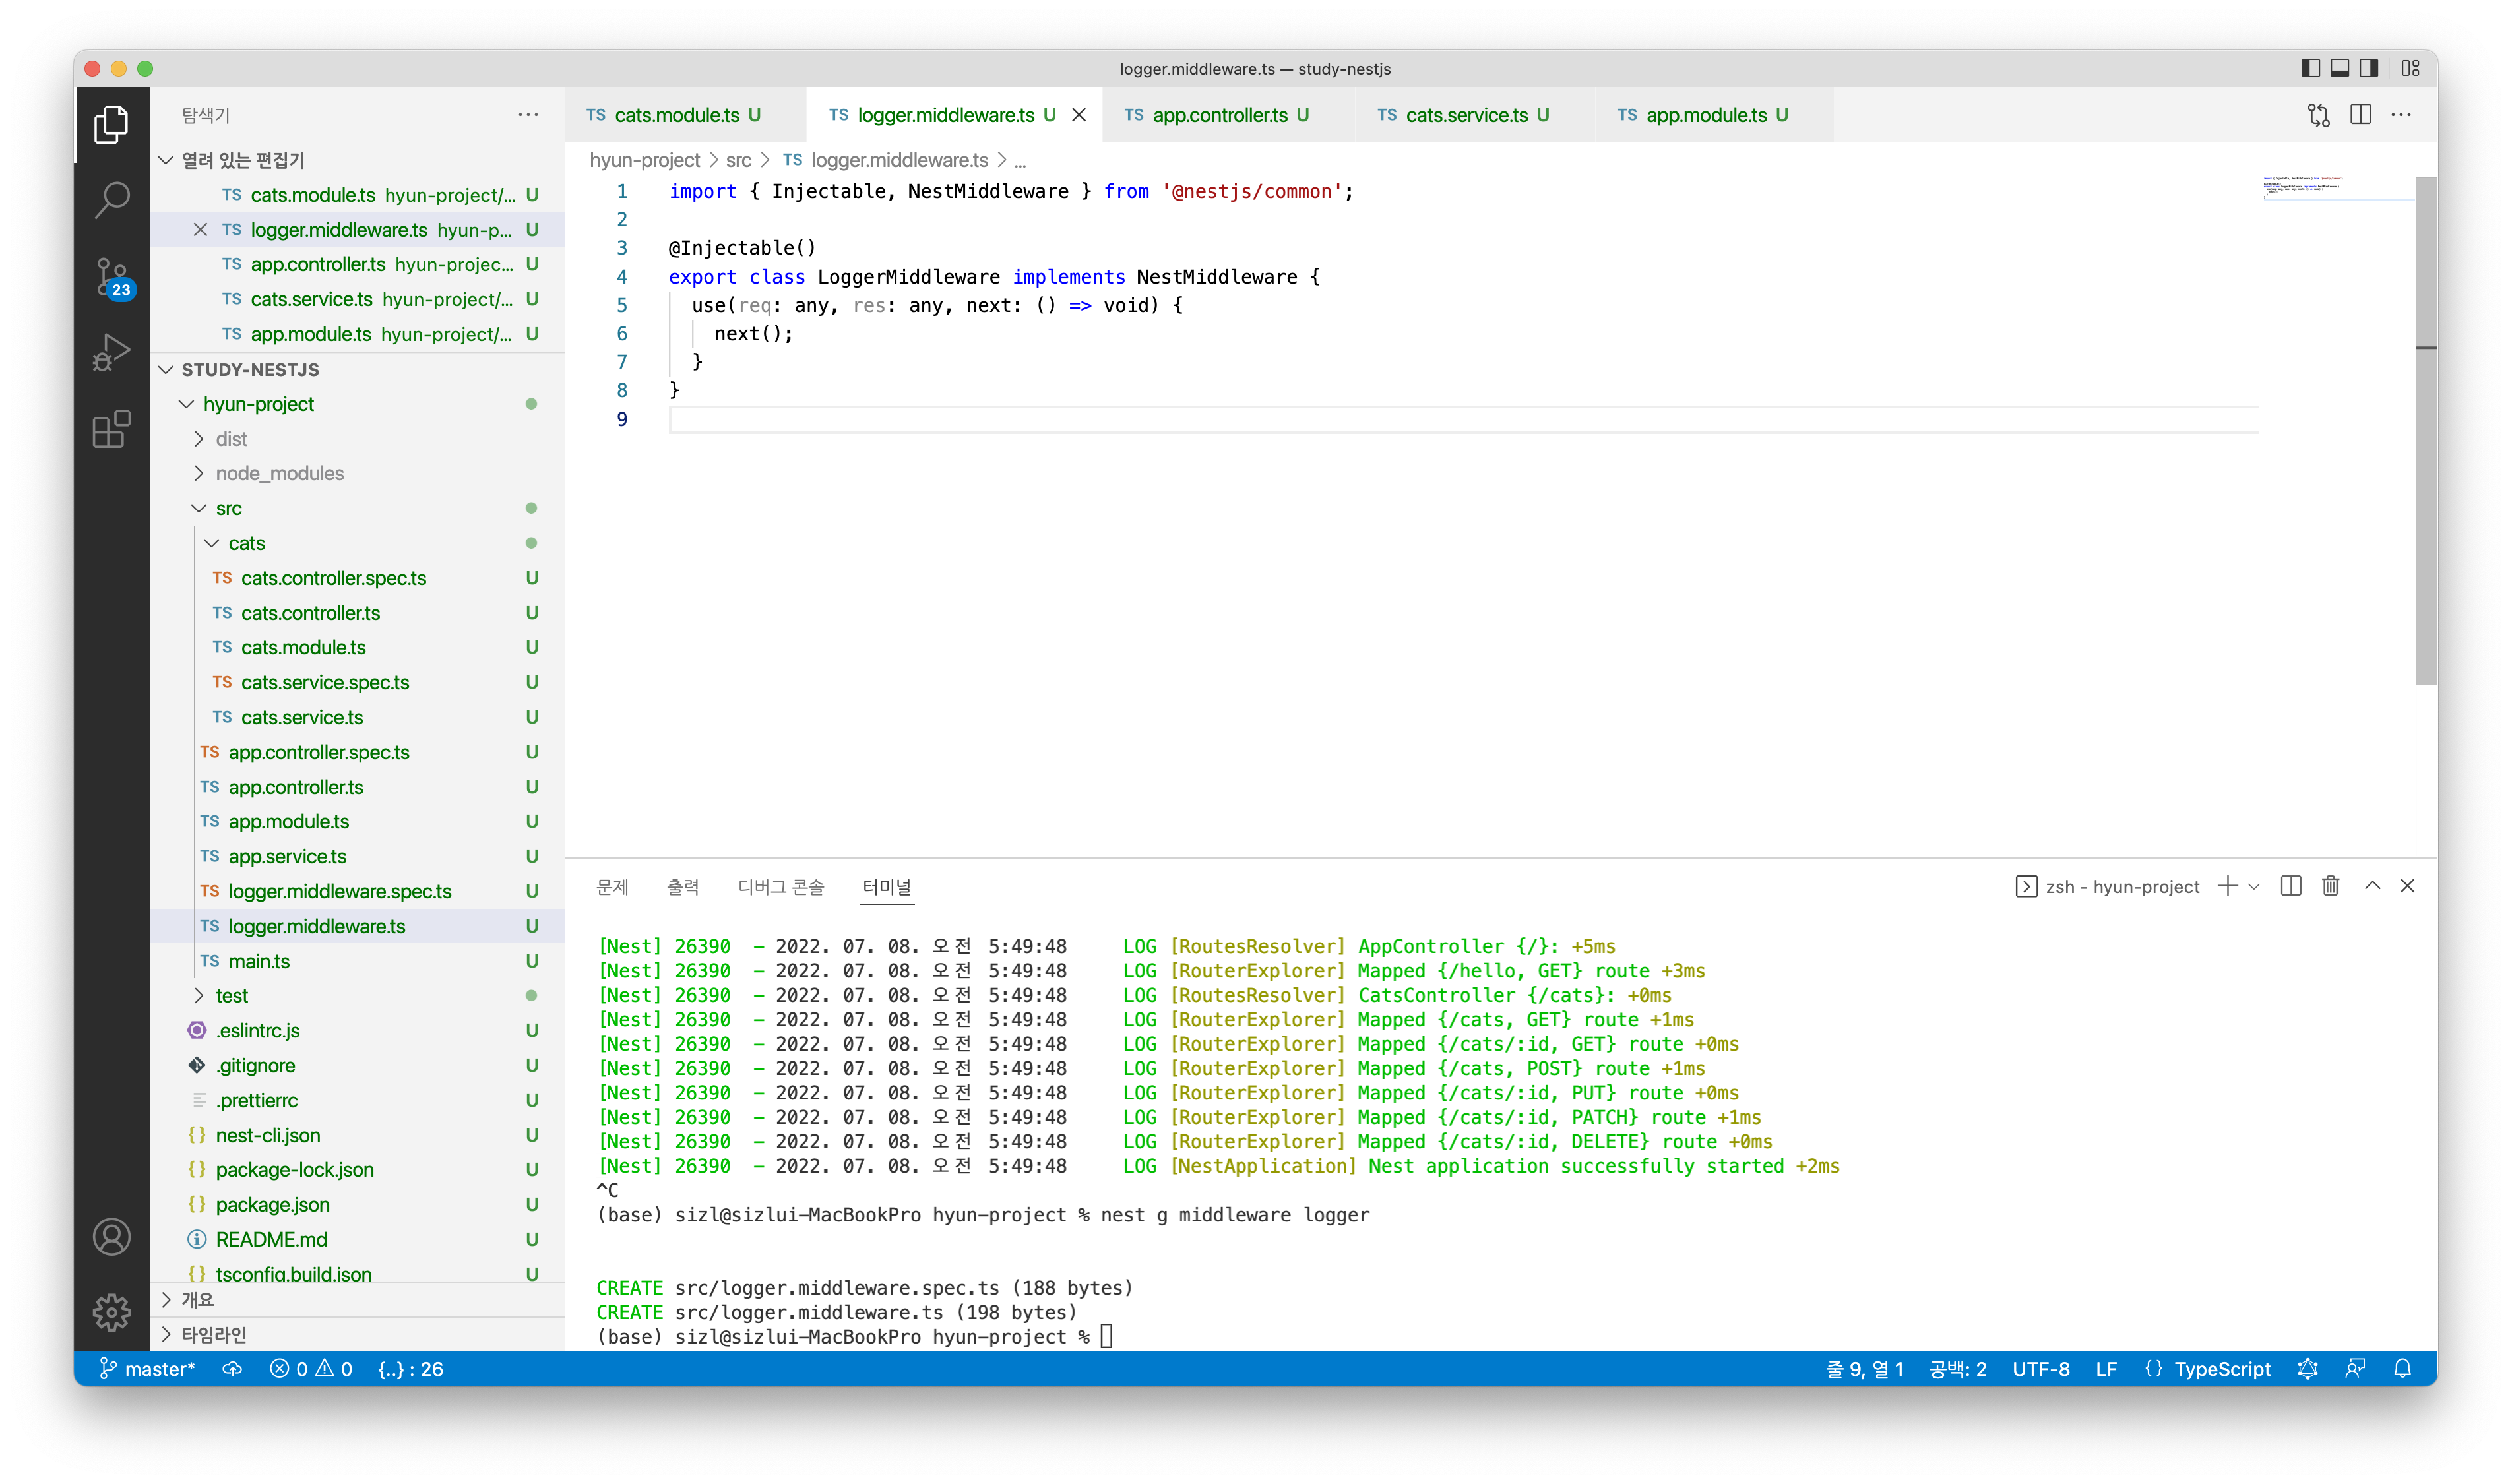 logger.middleware.ts — study-nestjs
탐색기
열려 있는 편집기
TS cats.module.ts hyun-project/... U
TS logger.middleware.ts hyun-p... U
TS app.controller.ts hyun-projec... U
TS cats.service.ts hyun-project/... U
TS app.module.ts hyun-project/... U
STUDY-NESTJS
hyun-project
dist
node_modules
src
cats
TS cats.controller.spec.ts U
TS cats.controller.ts U
TS cats.module.ts U
TS cats.service.spec.ts U
TS cats.service.ts U
TS app.controller.spec.ts U
TS app.controller.ts U
TS app.module.ts U
TS app.service.ts U
TS logger.middleware.spec.ts U
TS logger.middleware.ts U
TS main.ts U
test
.eslintrc.js U
.gitignore U
.prettierrc U
{} nest-cli.json U
{} package-lock.json U
{} package.json U
README.md U
{} tsconfig.build.json U
개요
타임라인
23
TS cats.module.ts U TS logger.middleware.ts U TS app.controller.ts U TS cats.service.ts U TS app.module.ts U
hyun-project > src > TS logger.middleware.ts > ...
1 import { Injectable, NestMiddleware } from '@nestjs/common';
2
3 @Injectable()
4 export class LoggerMiddleware implements NestMiddleware {
5 use(req: any, res: any, next: () => void) {
6 next();
7 }
8 }
9
문제 출력 디버그 콘솔 터미널 zsh - hyun-project
[Nest] 26390 - 2022. 07. 08. 오전 5:49:48 LOG [RoutesResolver] AppController {/}: +5ms
[Nest] 26390 - 2022. 07. 08. 오전 5:49:48 LOG [RouterExplorer] Mapped {/hello, GET} route +3ms
[Nest] 26390 - 2022. 07. 08. 오전 5:49:48 LOG [RoutesResolver] CatsController {/cats}: +0ms
[Nest] 26390 - 2022. 07. 08. 오전 5:49:48 LOG [RouterExplorer] Mapped {/cats, GET} route +1ms
[Nest] 26390 - 2022. 07. 08. 오전 5:49:48 LOG [RouterExplorer] Mapped {/cats/:id, GET} route +0ms
[Nest] 26390 - 2022. 07. 08. 오전 5:49:48 LOG [RouterExplorer] Mapped {/cats, POST} route +1ms
[Nest] 26390 - 2022. 07. 08. 오전 5:49:48 LOG [RouterExplorer] Mapped {/cats/:id, PUT} route +0ms
[Nest] 26390 - 2022. 07. 08. 오전 5:49:48 LOG [RouterExplorer] Mapped {/cats/:id, PATCH} route +1ms
[Nest] 26390 - 2022. 07. 08. 오전 5:49:48 LOG [RouterExplorer] Mapped {/cats/:id, DELETE} route +0ms
[Nest] 26390 - 2022. 07. 08. 오전 5:49:48 LOG [NestApplication] Nest application successfully started +2ms
^C
(base) sizl@sizlui-MacBookPro hyun-project % nest g middleware logger
CREATE src/logger.middleware.spec.ts (188 bytes)
CREATE src/logger.middleware.ts (198 bytes)
(base) sizl@sizlui-MacBookPro hyun-project %
master* 0 0 {..} : 26 줄 9, 열 1 공백: 2 UTF-8 LF {} TypeScript